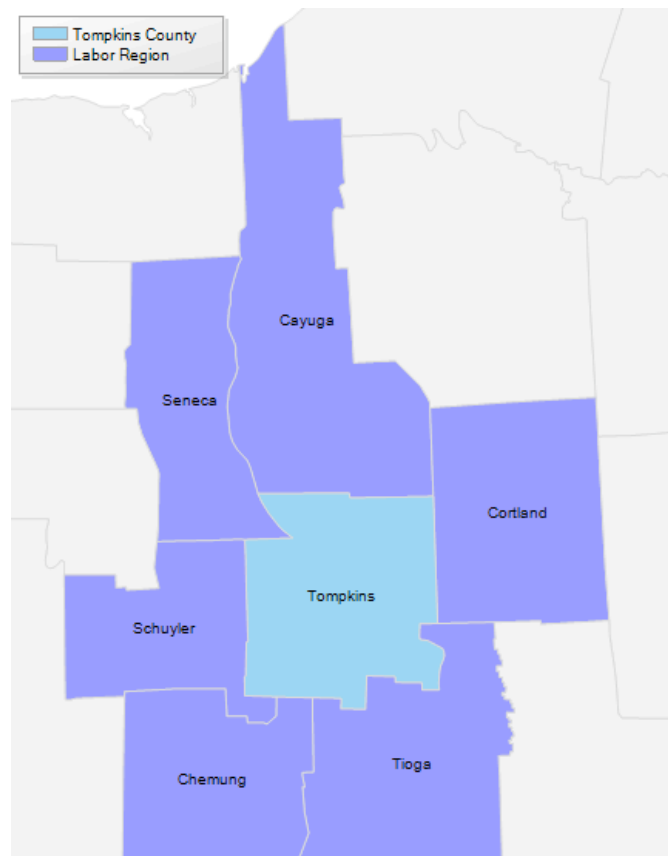 Tompkins County
Labor Region
Cayuga
Seneca
Cortland
Tompkins
Schuyler
Tioga
Chemung